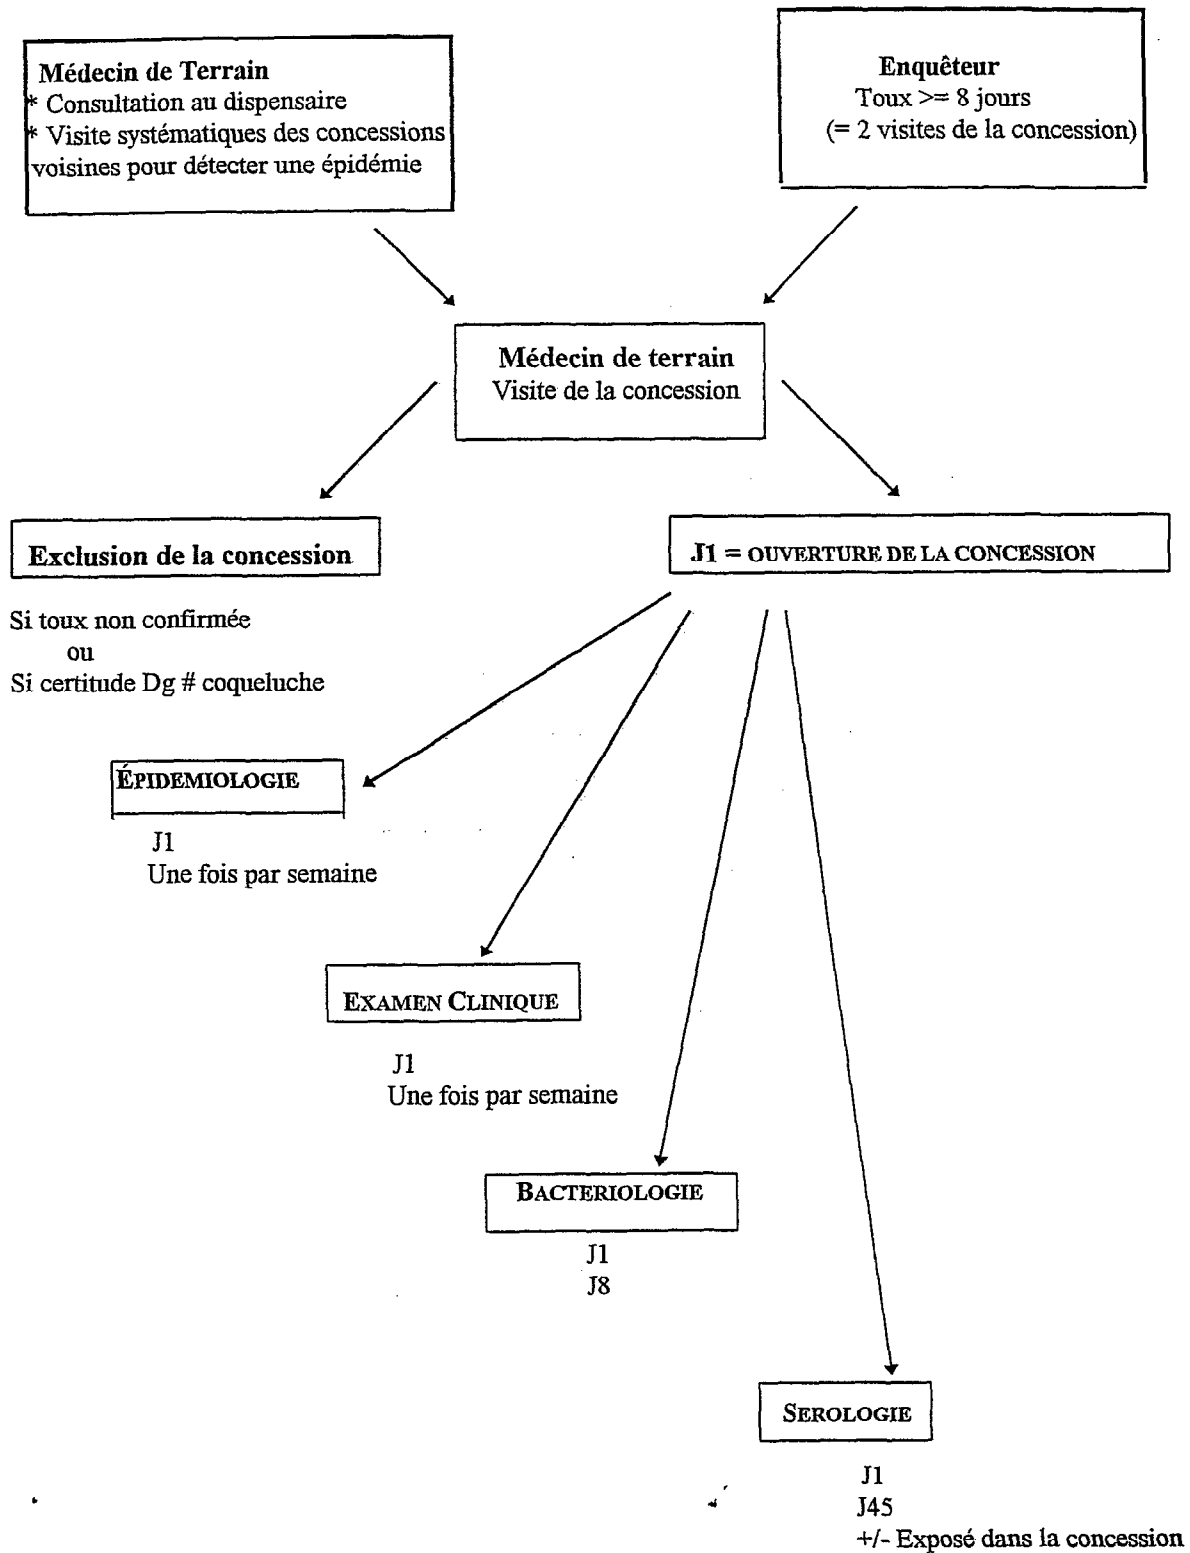 Médecin de Terrain
* Consultation au dispensaire
* Visite systématiques des concessions
voisines pour détecter une épidémie
Enquêteur
Toux >= 8 jours
(= 2 visites de la concession)
Médecin de terrain
Visite de la concession
Exclusion de la concession
Si toux non confirmée
ou
Si certitude Dg # coqueluche
J1 = OUVERTURE DE LA CONCESSION
ÉPIDEMIOLOGIE
J1
Une fois par semaine
EXAMEN CLINIQUE
J1
Une fois par semaine
BACTERIOLOGIE
J1
J8
SEROLOGIE
J1
J45
+/- Exposé dans la concession